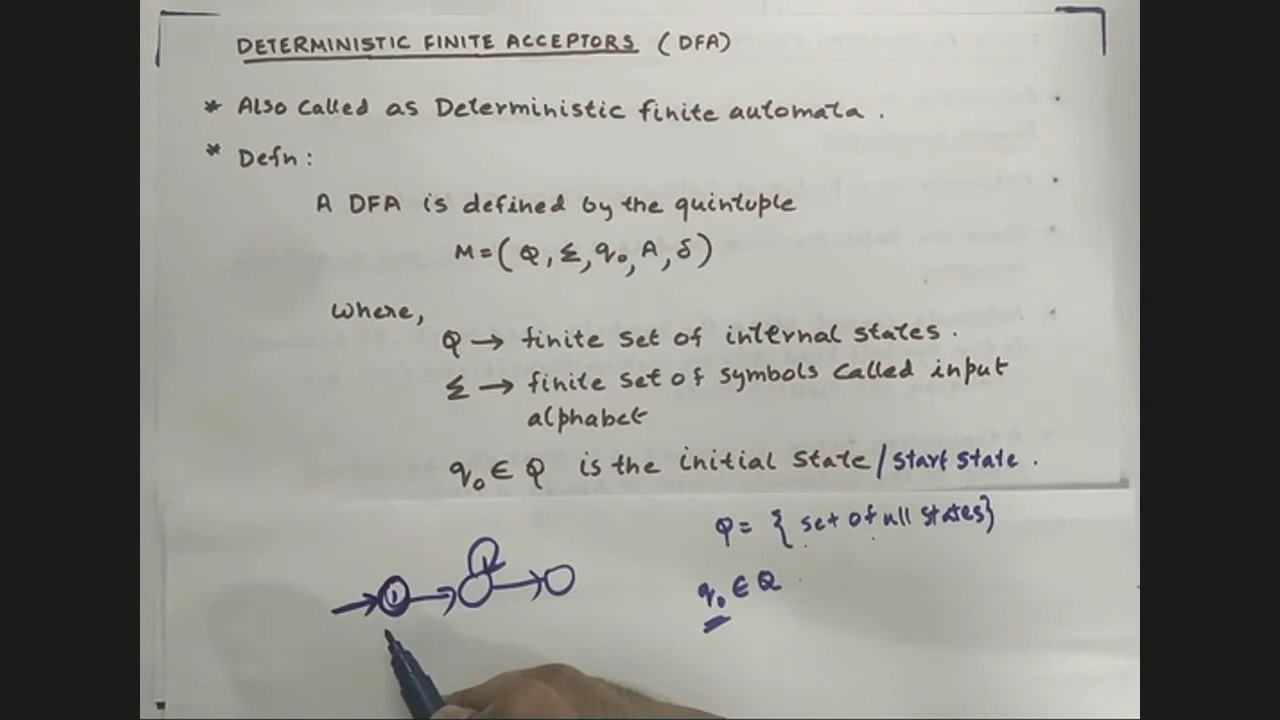 DETERMINISTIC FINITE ACCEPTORS (DFA)
* Also called as Deterministic finite automata.
* Defn:
A DFA is defined by the quintuple
M = (Q, Σ, q₀, A, δ)
where,
Q → finite set of internal states.
Σ → finite set of symbols called input
alphabet
q₀ ∈ Q is the initial state/start state.
Q = { set of all states}
q₀ ∈ Q
1